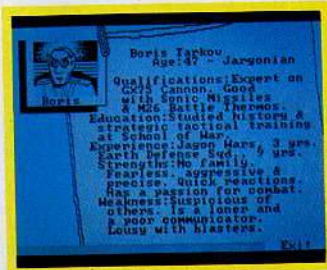 Boris Tarkov
Age:47 - Jargonian
Qualifications:Expert on
GX75 Cannon. Good
with Sonic Missiles
& M26 Battle Thermos.
Education:Studied history &
strategic tactical training
at School of War.
Experience:Jagon Wars, 3 yrs.
Earth Defense Sqd., 9 yrs.
Strengths:No family.
Fearless, aggressive &
precise. Quick reactions.
Has a passion for combat.
Weakness:Suspicious of
others. Is a loner and
a poor communicator.
Lousy with blasters.
Boris
Exit